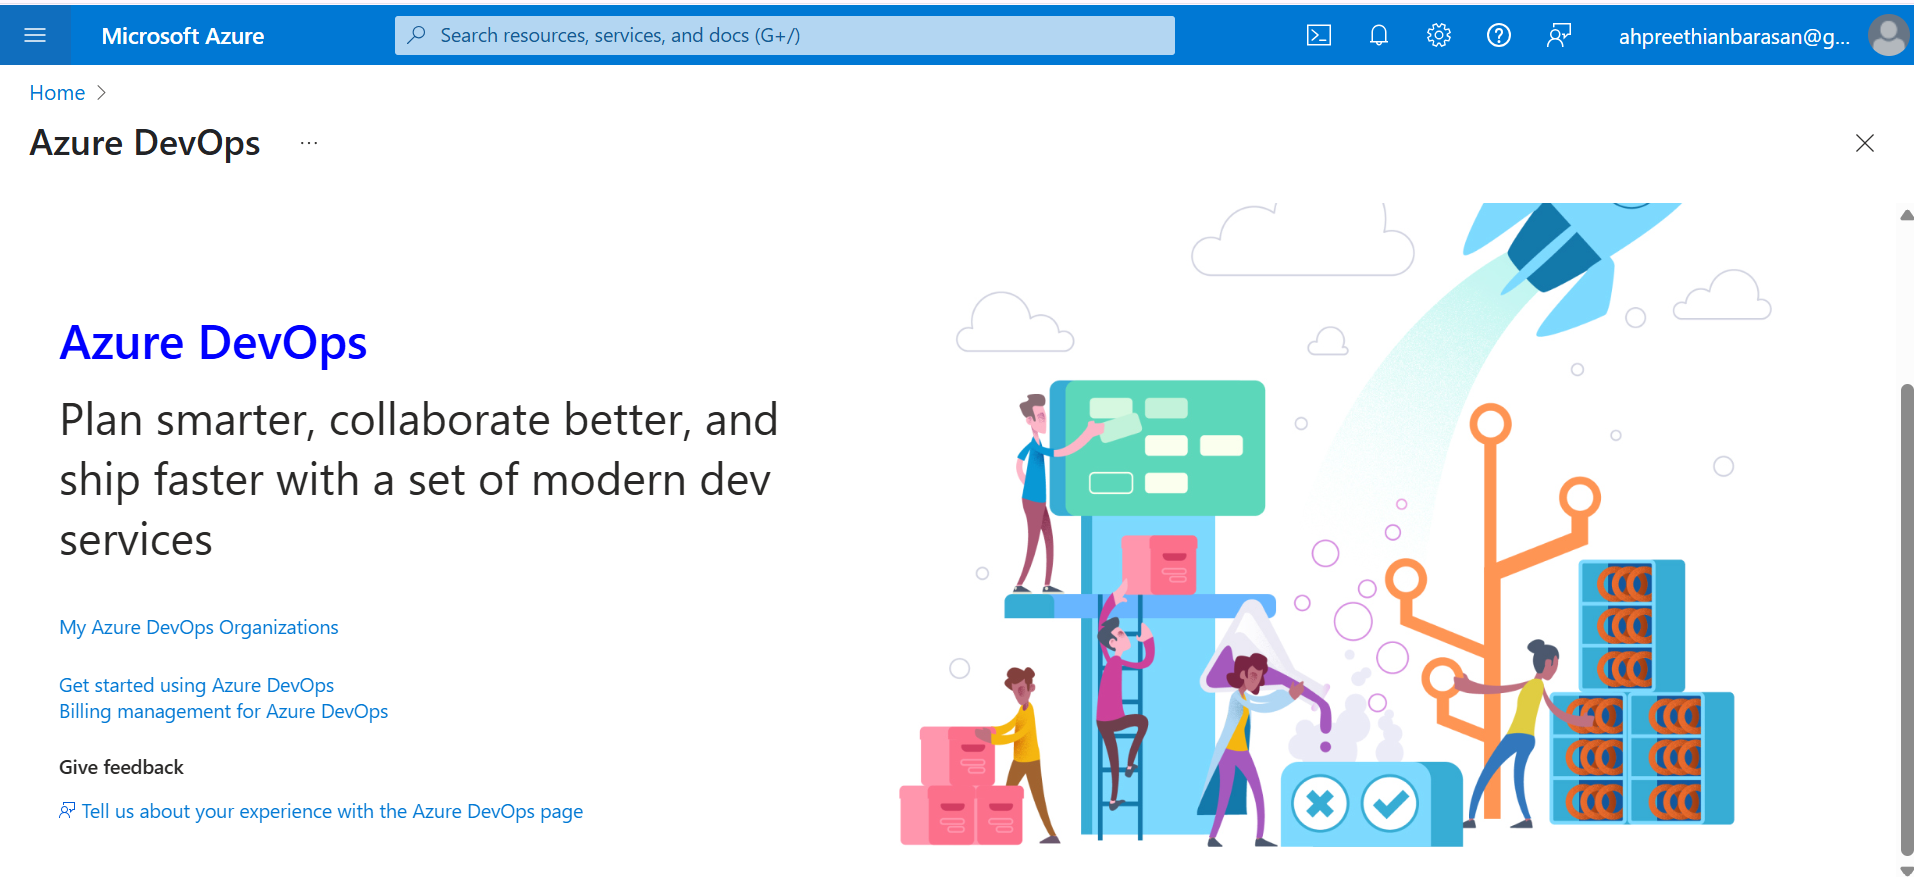 Microsoft Azure
Search resources, services, and docs (G+/)
ahpreethianbarasan@g...
Home
Azure DevOps
...
Azure DevOps
Plan smarter, collaborate better, and
ship faster with a set of modern dev
services
My Azure DevOps Organizations
Get started using Azure DevOps
Billing management for Azure DevOps
Give feedback
Tell us about your experience with the Azure DevOps page